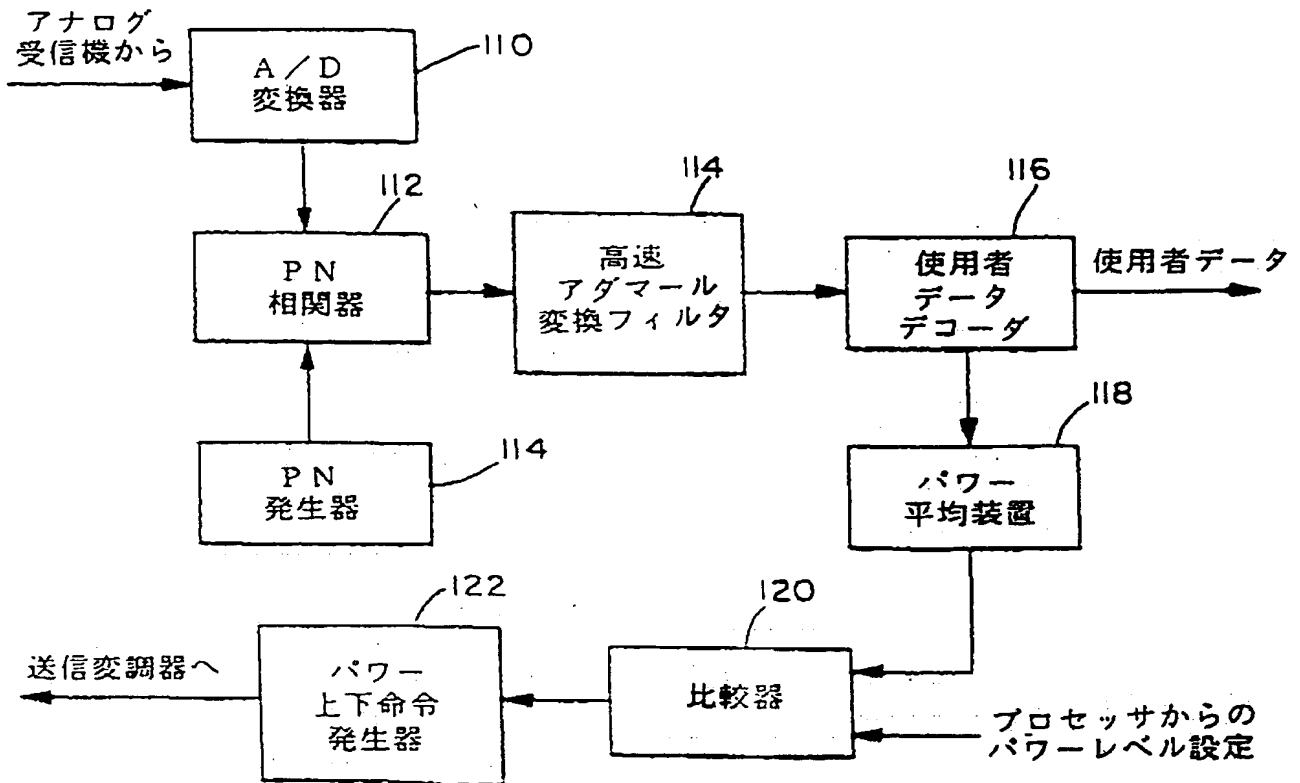 アナログ
受信機から
A/D
変換器
110
PN
相関器
112
高速
アダマール
変換フィルタ
114
使用者
データ
デコーダ
116
使用者データ
PN
発生器
114
パワー
平均装置
118
送信変調器へ
パワー
上下命令
発生器
122
比較器
120
プロセッサからの
パワーレベル設定